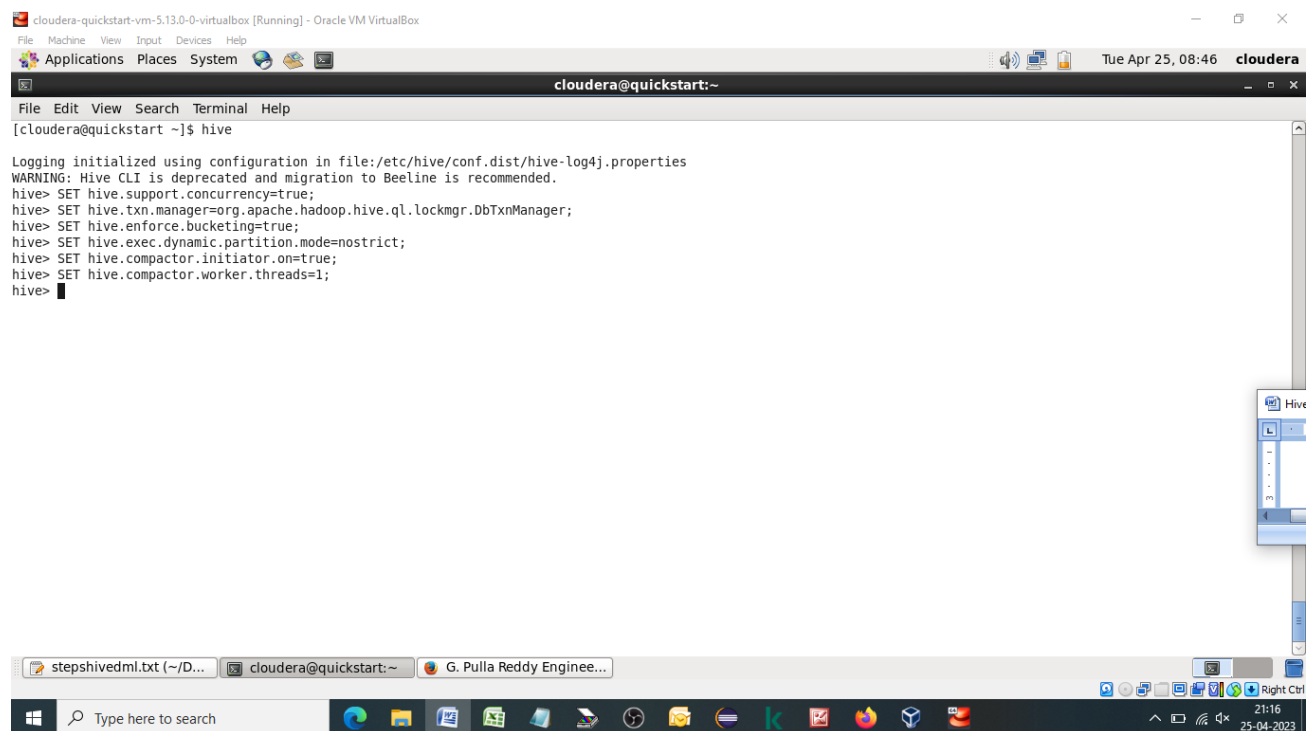 cloudera-quickstart-vm-5.13.0-0-virtualbox [Running] - Oracle VM VirtualBox
File Machine View Input Devices Help
Applications Places System Tue Apr 25, 08:46 cloudera
cloudera@quickstart:~
File Edit View Search Terminal Help
[cloudera@quickstart ~]$ hive
Logging initialized using configuration in file:/etc/hive/conf.dist/hive-log4j.properties
WARNING: Hive CLI is deprecated and migration to Beeline is recommended.
hive> SET hive.support.concurrency=true;
hive> SET hive.txn.manager=org.apache.hadoop.hive.ql.lockmgr.DbTxnManager;
hive> SET hive.enforce.bucketing=true;
hive> SET hive.exec.dynamic.partition.mode=nostrict;
hive> SET hive.compactor.initiator.on=true;
hive> SET hive.compactor.worker.threads=1;
hive>
Hive
L
3
stepshivedml.txt (~/D... cloudera@quickstart:~ G. Pulla Reddy Enginee...
Right Ctrl
Type here to search
21:16
25-04-2023